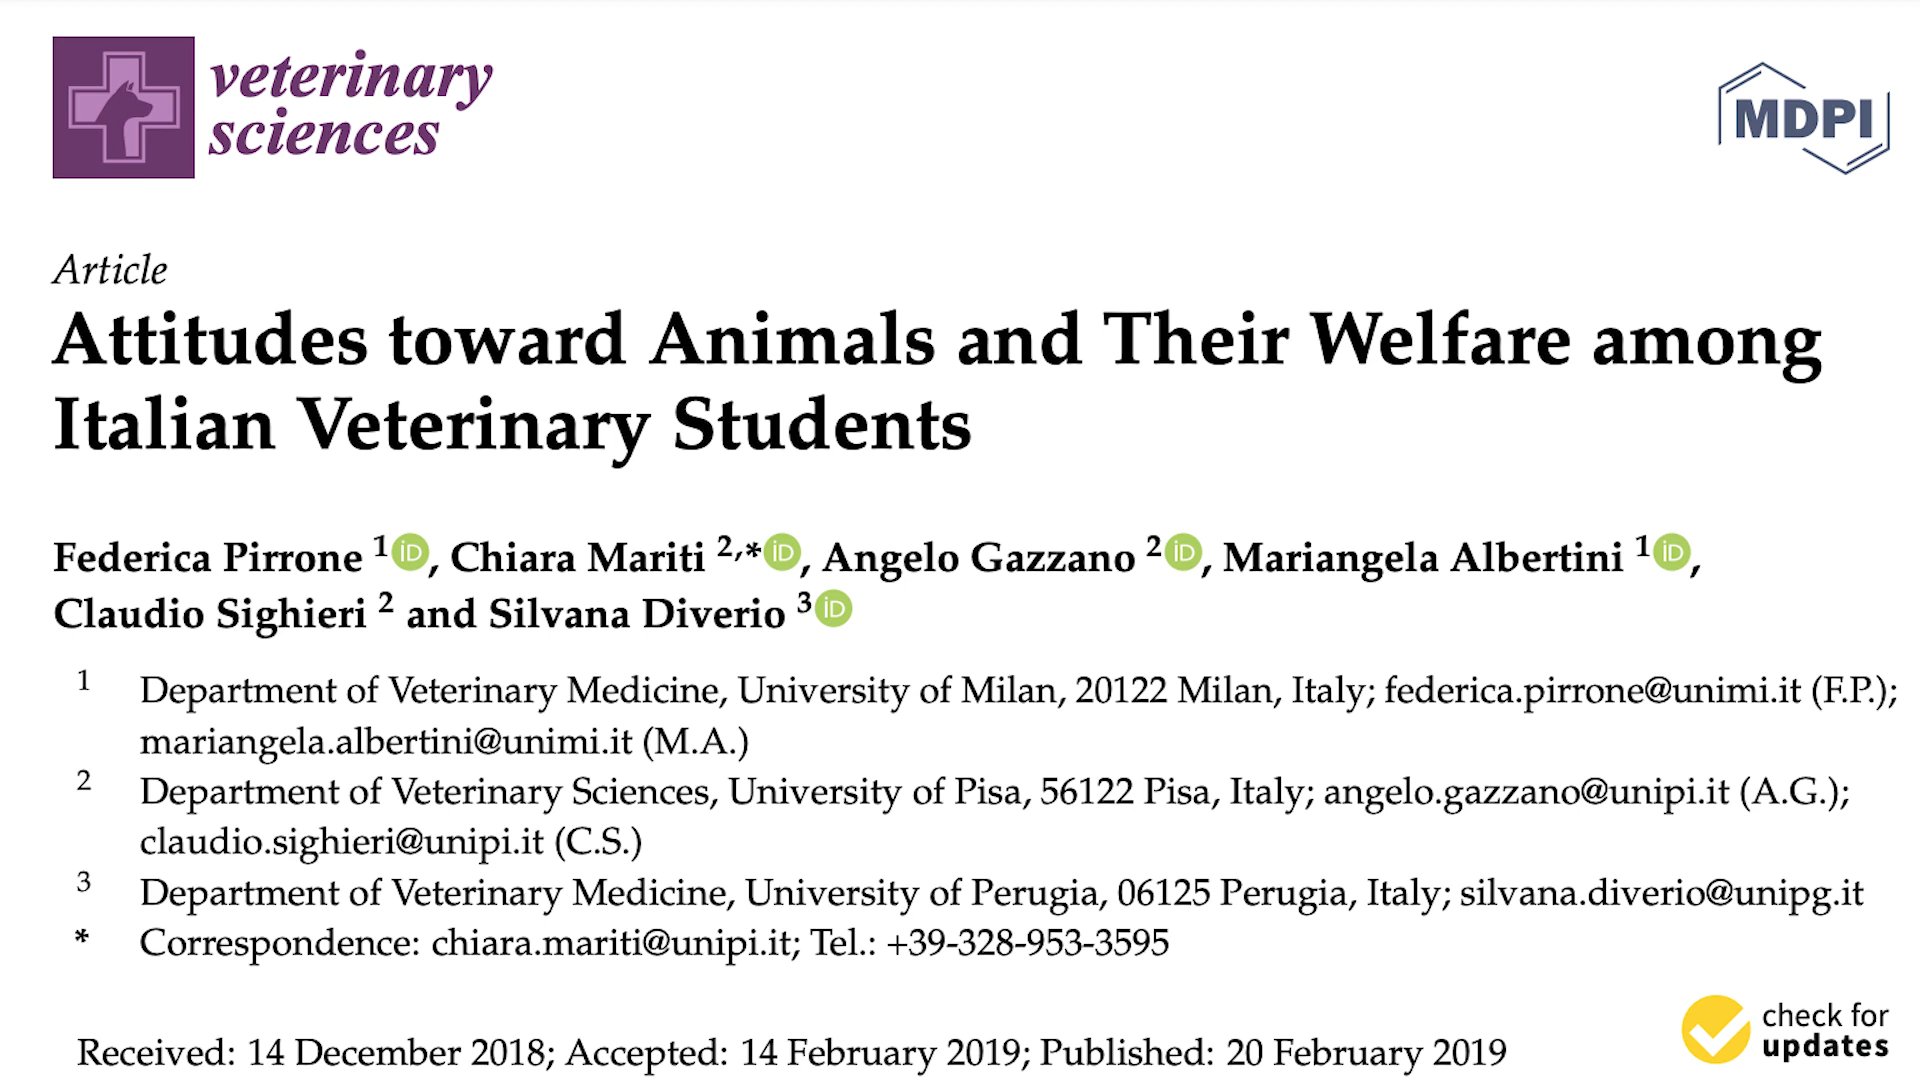 veterinary
sciences
MDPI
Article
Attitudes toward Animals and Their Welfare among
Italian Veterinary Students
Federica Pirrone 1 iD, Chiara Mariti 2,* iD, Angelo Gazzano 2 iD, Mariangela Albertini 1 iD,
Claudio Sighieri 2 and Silvana Diverio 3 iD
1 Department of Veterinary Medicine, University of Milan, 20122 Milan, Italy; federica.pirrone@unimi.it (F.P.);
mariangela.albertini@unimi.it (M.A.)
2 Department of Veterinary Sciences, University of Pisa, 56122 Pisa, Italy; angelo.gazzano@unipi.it (A.G.);
claudio.sighieri@unipi.it (C.S.)
3 Department of Veterinary Medicine, University of Perugia, 06125 Perugia, Italy; silvana.diverio@unipg.it
* Correspondence: chiara.mariti@unipi.it; Tel.: +39-328-953-3595
Received: 14 December 2018; Accepted: 14 February 2019; Published: 20 February 2019
check for
updates